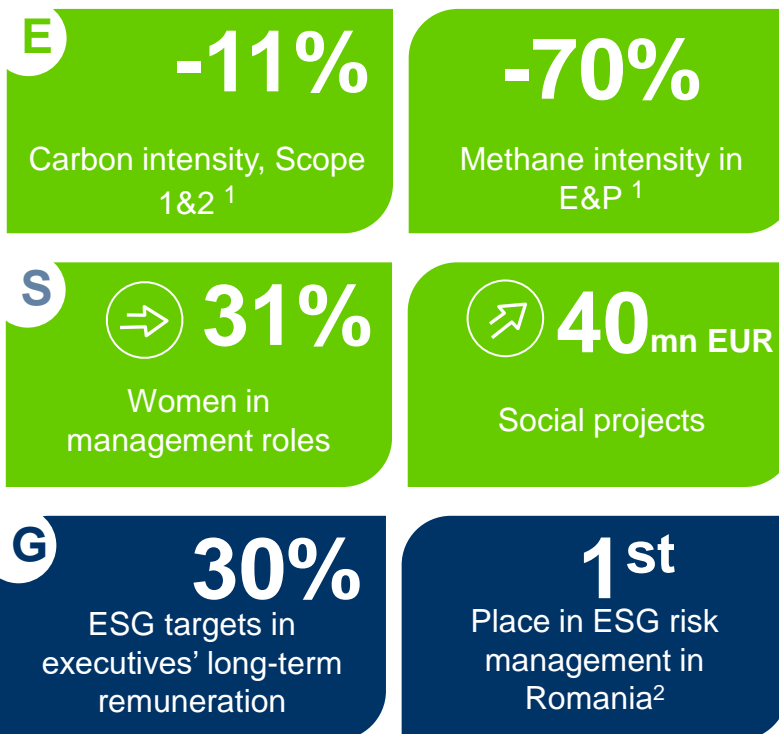 E
-11%
Carbon intensity, Scope
1&2 ¹
-70%
Methane intensity in
E&P ¹
S
31%
Women in
management roles
40mn EUR
Social projects
G
30%
ESG targets in
executives’ long-term
remuneration
1st
Place in ESG risk
management in
Romania²